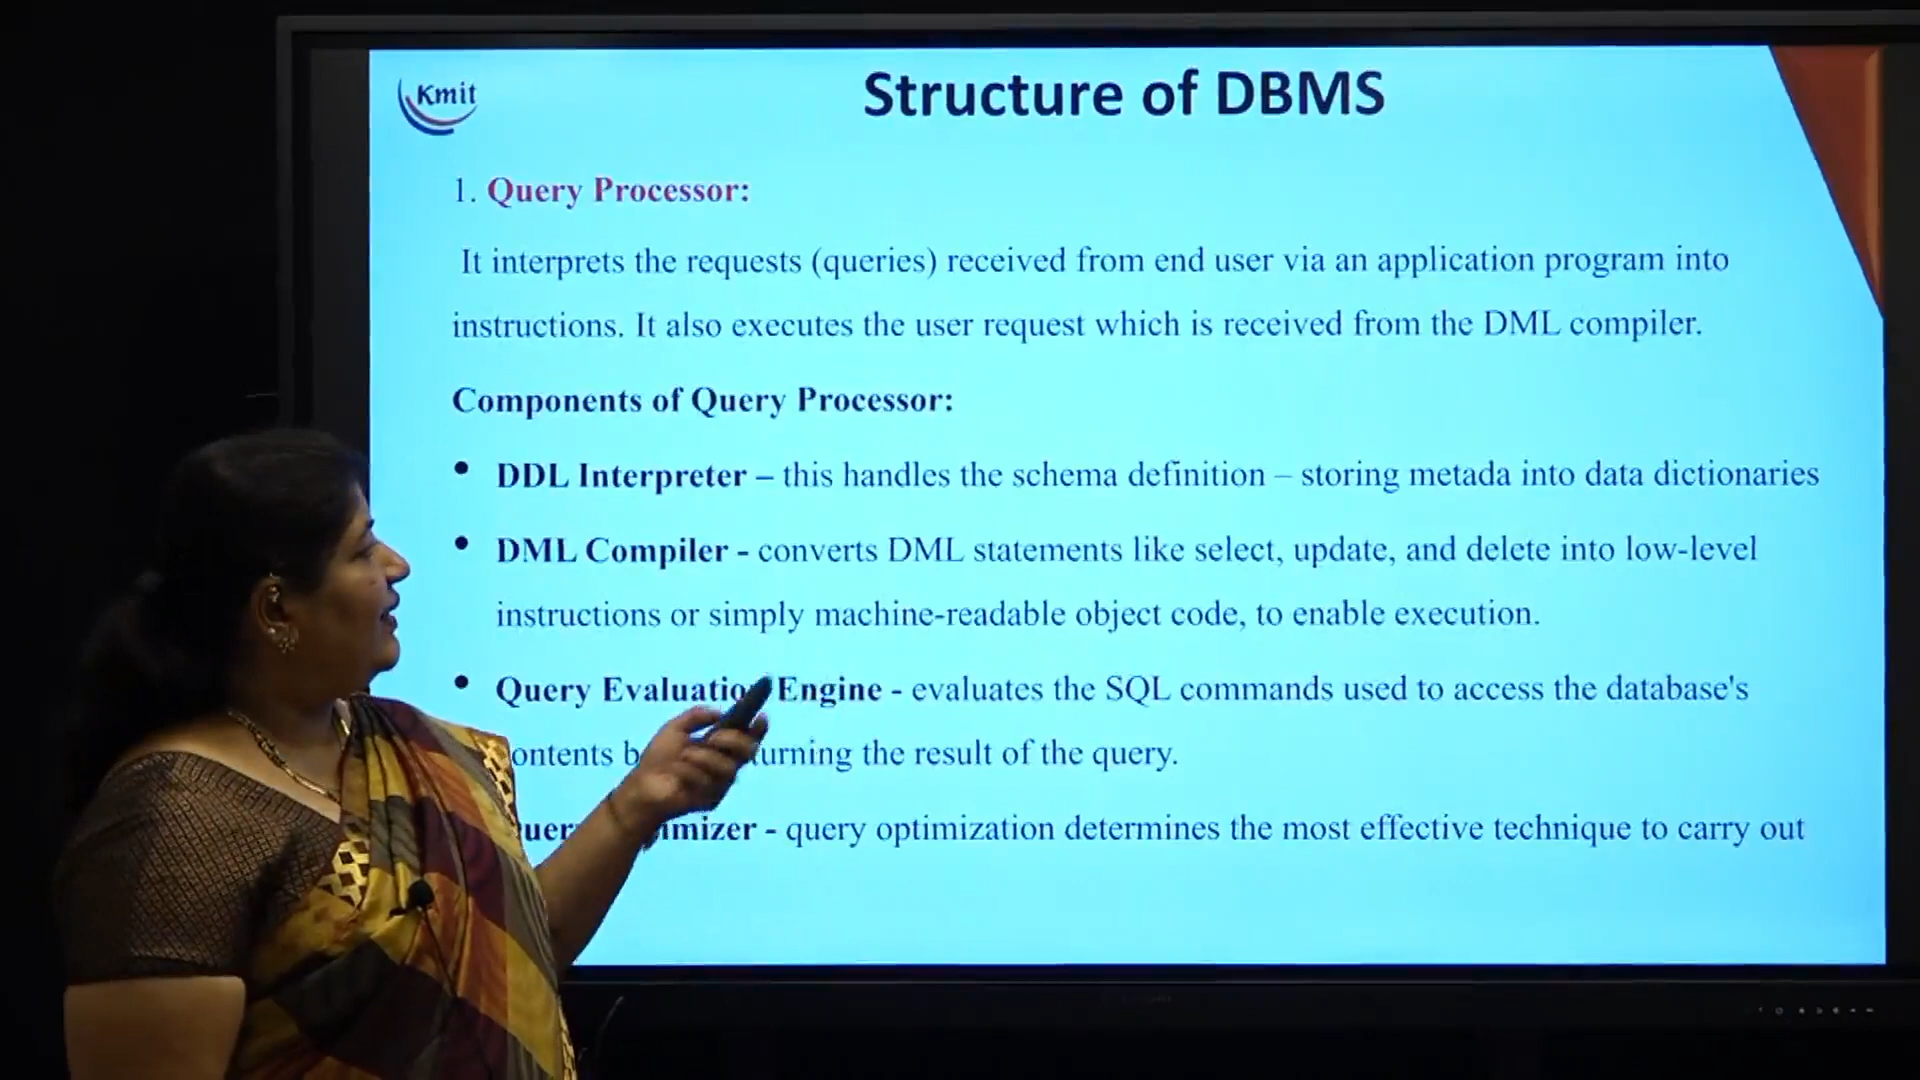 Kmit
Structure of DBMS
1. Query Processor:
It interprets the requests (queries) received from end user via an application program into
instructions. It also executes the user request which is received from the DML compiler.
Components of Query Processor:
• DDL Interpreter – this handles the schema definition – storing metada into data dictionaries
• DML Compiler - converts DML statements like select, update, and delete into low-level
instructions or simply machine-readable object code, to enable execution.
• Query Evaluation Engine - evaluates the SQL commands used to access the database's
the result of the query.
- query optimization determines the most effective technique to carry out